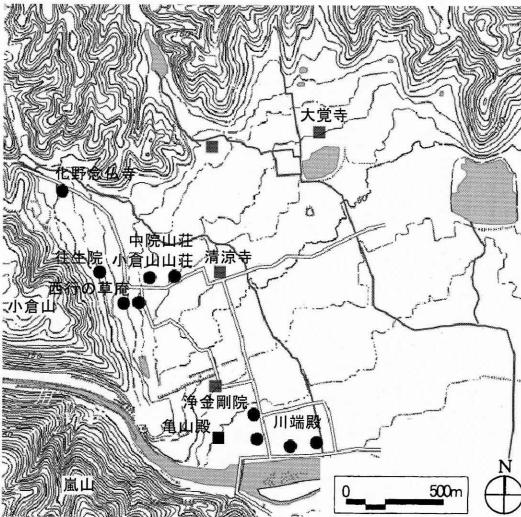 大覚寺
化野念仏寺
中院山荘
往生院
小倉山山荘
清涼寺
西行の草庵
小倉山
浄金剛院
亀山殿
川端殿
嵐山
N
0
500m